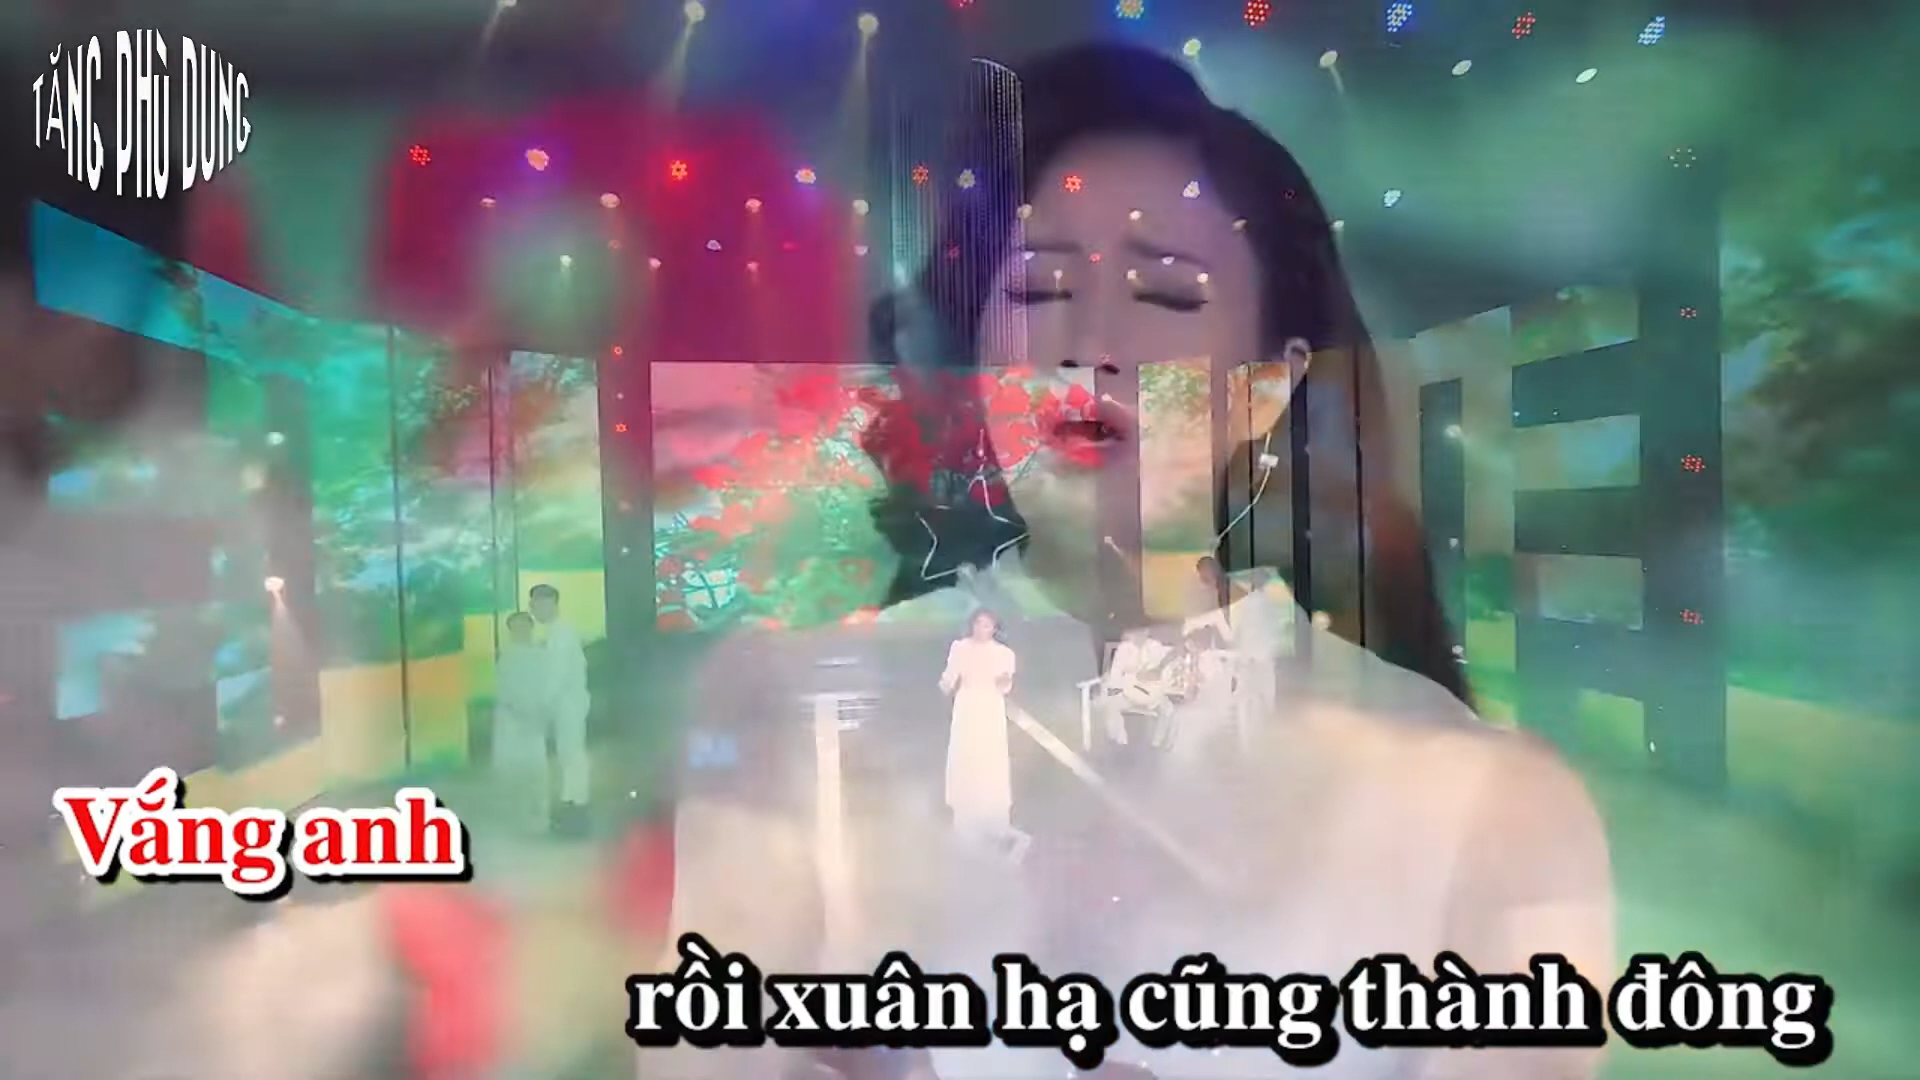 TĂNG PHÙ DUNG
Vắng anh
rồi xuân hạ cũng thành đông